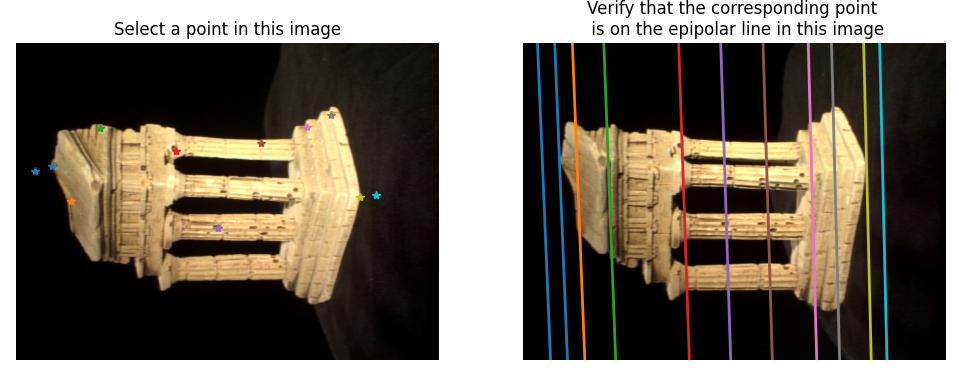 Select a point in this image
Verify that the corresponding point
is on the epipolar line in this image